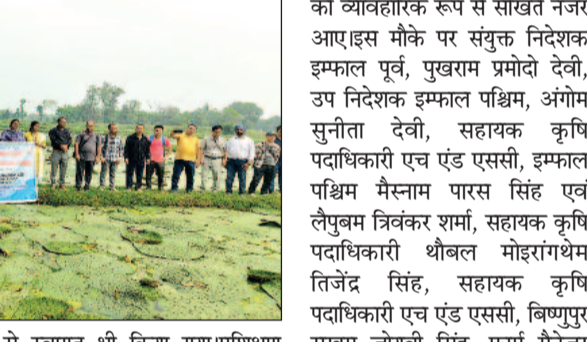 को व्यावहारिक रूप से सीखते नजर
आए।इस मौके पर संयुक्त निदेशक
इम्फाल पूर्व, पुखराम प्रमोदो देवी,
उप निदेशक इम्फाल पश्चिम, अंगोम
सुनीता देवी, सहायक कृषि
पदाधिकारी एच एंड एससी, इम्फाल
पश्चिम मैस्नाम पारस सिंह एवं
लैपुबम त्रिवंकर शर्मा, सहायक कृषि
पदाधिकारी थौबल मोइरांगथेम
तिजेंद्र सिंह, सहायक कृषि
पदाधिकारी एच एंड एससी, बिष्णुपुर